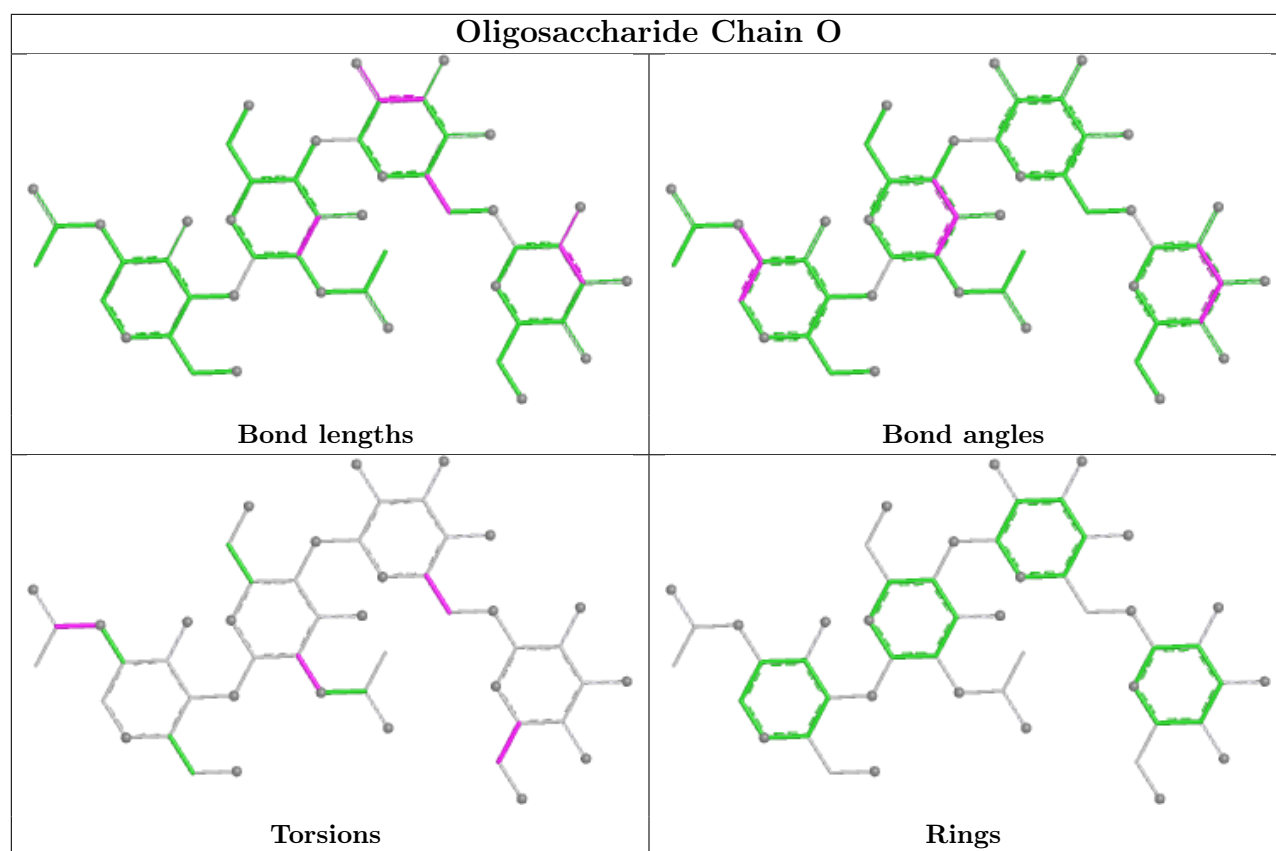 Oligosaccharide Chain O
Bond lengths
Bond angles
Torsions
Rings